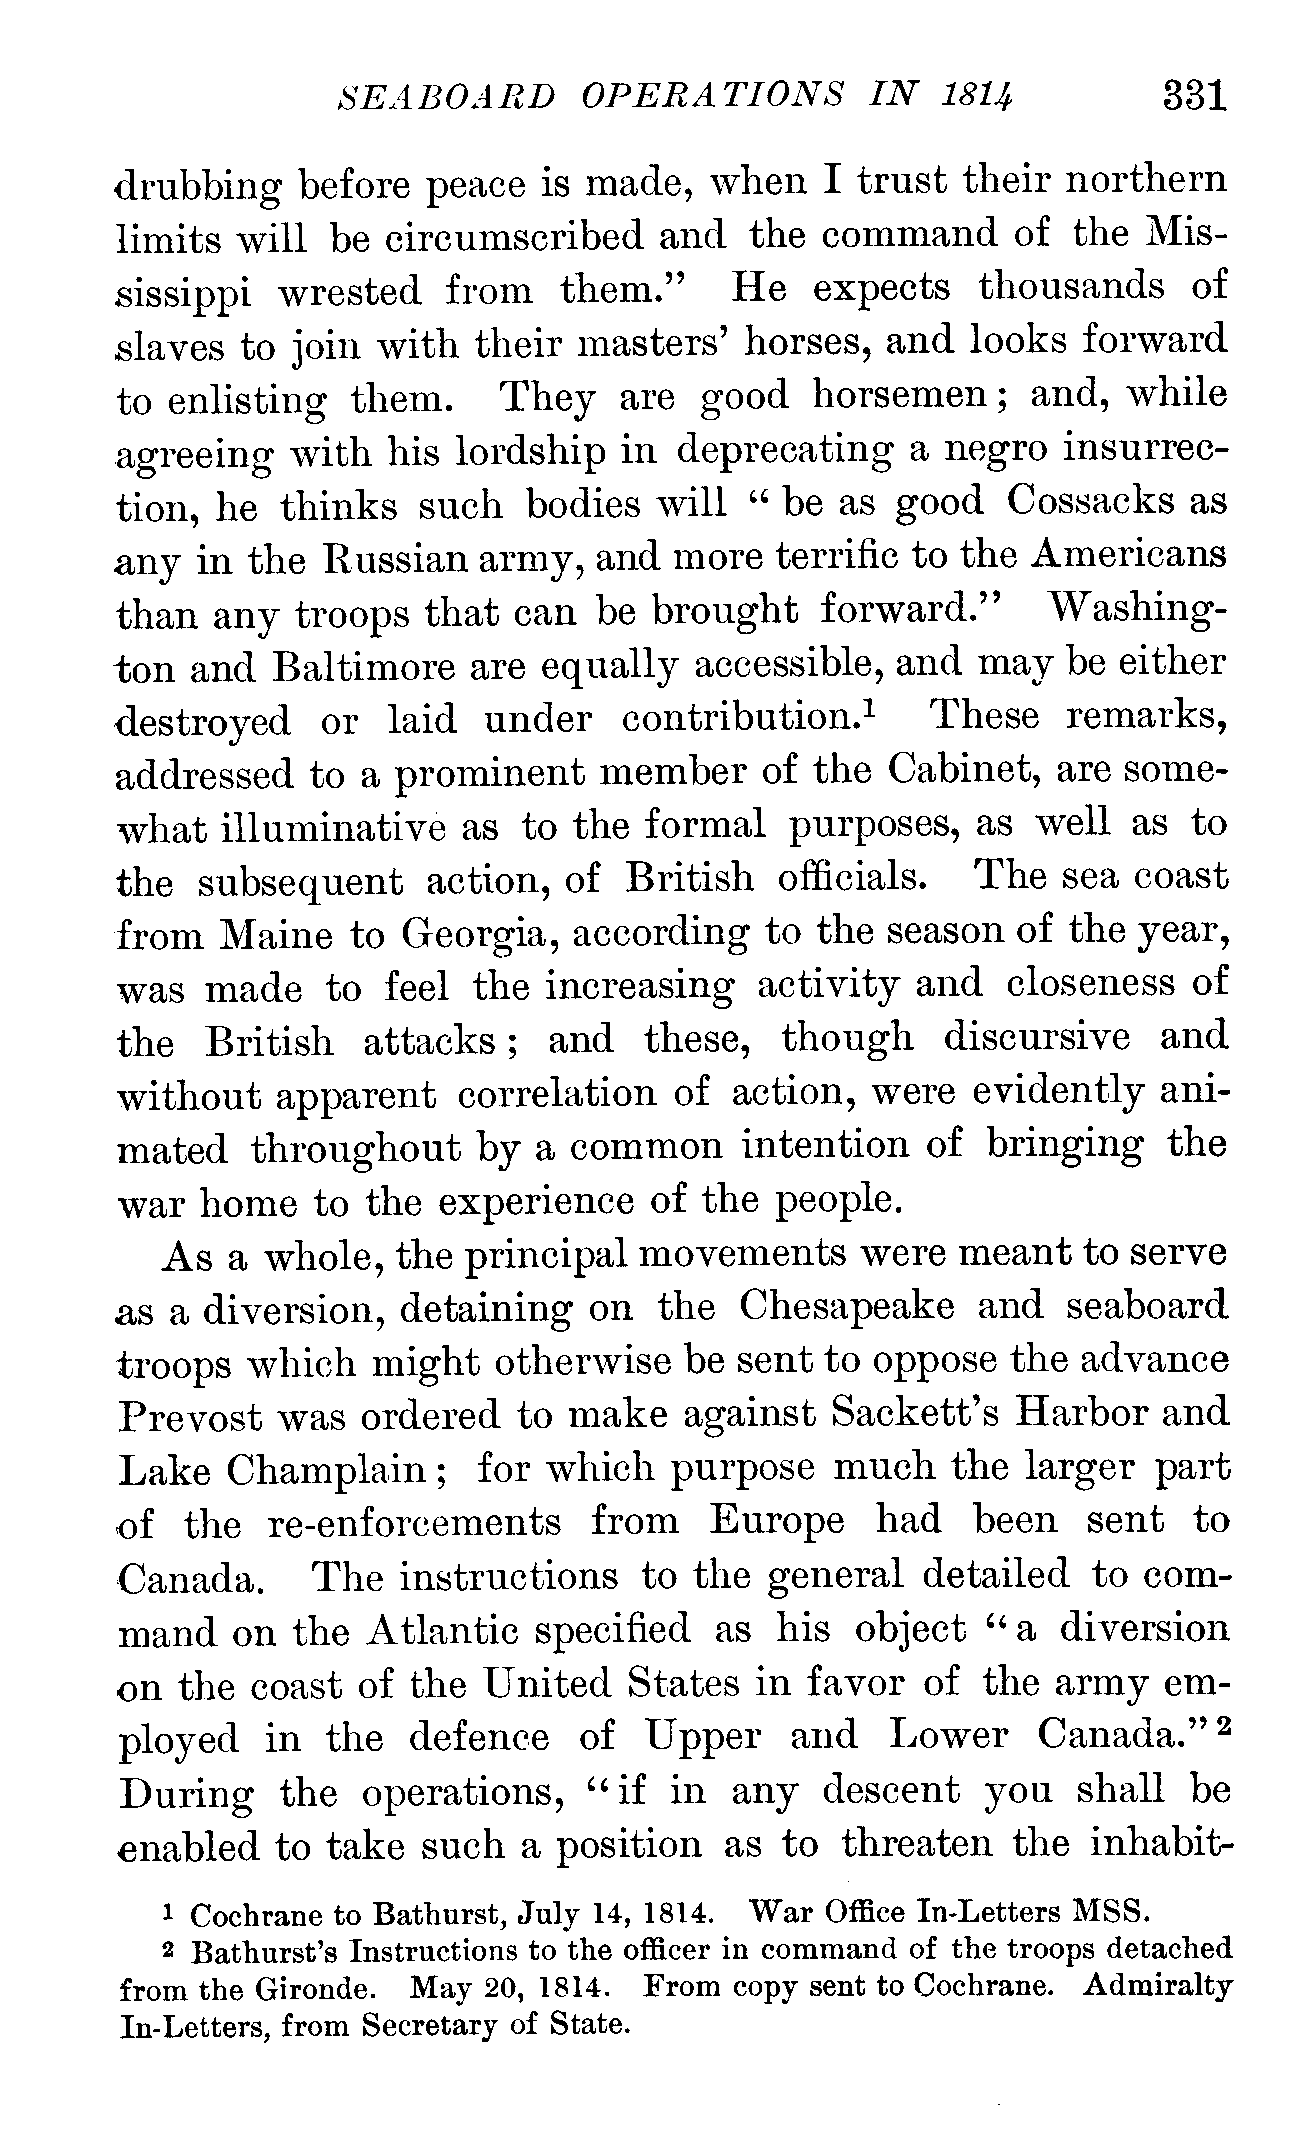 SEABOARD OPERATIONS IN 1814 331
drubbing before peace is made, when I trust their northern
limits will be circumscribed and the command of the Mis-
sissippi wrested from them.” He expects thousands of
slaves to join with their masters’ horses, and looks forward
to enlisting them. They are good horsemen; and, while
agreeing with his lordship in deprecating a negro insurrec-
tion, he thinks such bodies will “be as good Cossacks as
any in the Russian army, and more terrific to the Americans
than any troops that can be brought forward.” Washing-
ton and Baltimore are equally accessible, and may be either
destroyed or laid under contribution.¹ These remarks,
addressed to a prominent member of the Cabinet, are some-
what illuminative as to the formal purposes, as well as to
the subsequent action, of British officials. The sea coast
from Maine to Georgia, according to the season of the year,
was made to feel the increasing activity and closeness of
the British attacks; and these, though discursive and
without apparent correlation of action, were evidently ani-
mated throughout by a common intention of bringing the
war home to the experience of the people.
As a whole, the principal movements were meant to serve
as a diversion, detaining on the Chesapeake and seaboard
troops which might otherwise be sent to oppose the advance
Prevost was ordered to make against Sackett’s Harbor and
Lake Champlain; for which purpose much the larger part
of the re-enforcements from Europe had been sent to
Canada. The instructions to the general detailed to com-
mand on the Atlantic specified as his object “a diversion
on the coast of the United States in favor of the army em-
ployed in the defence of Upper and Lower Canada.” ²
During the operations, “if in any descent you shall be
enabled to take such a position as to threaten the inhabit-
¹ Cochrane to Bathurst, July 14, 1814. War Office In-Letters MSS.
² Bathurst’s Instructions to the officer in command of the troops detached
from the Gironde. May 20, 1814. From copy sent to Cochrane. Admiralty
In-Letters, from Secretary of State.